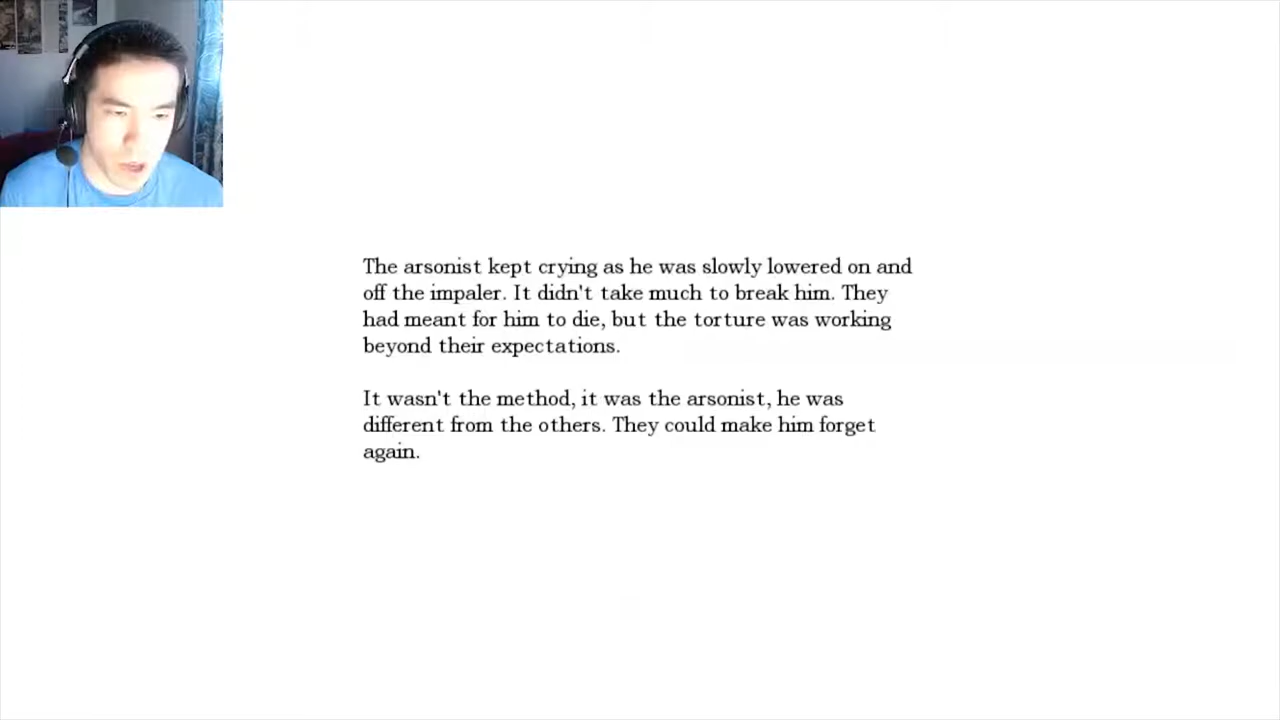 The arsonist kept crying as he was slowly lowered on and
off the impaler. It didn't take much to break him. They
had meant for him to die, but the torture was working
beyond their expectations.
It wasn't the method, it was the arsonist, he was
different from the others. They could make him forget
again.